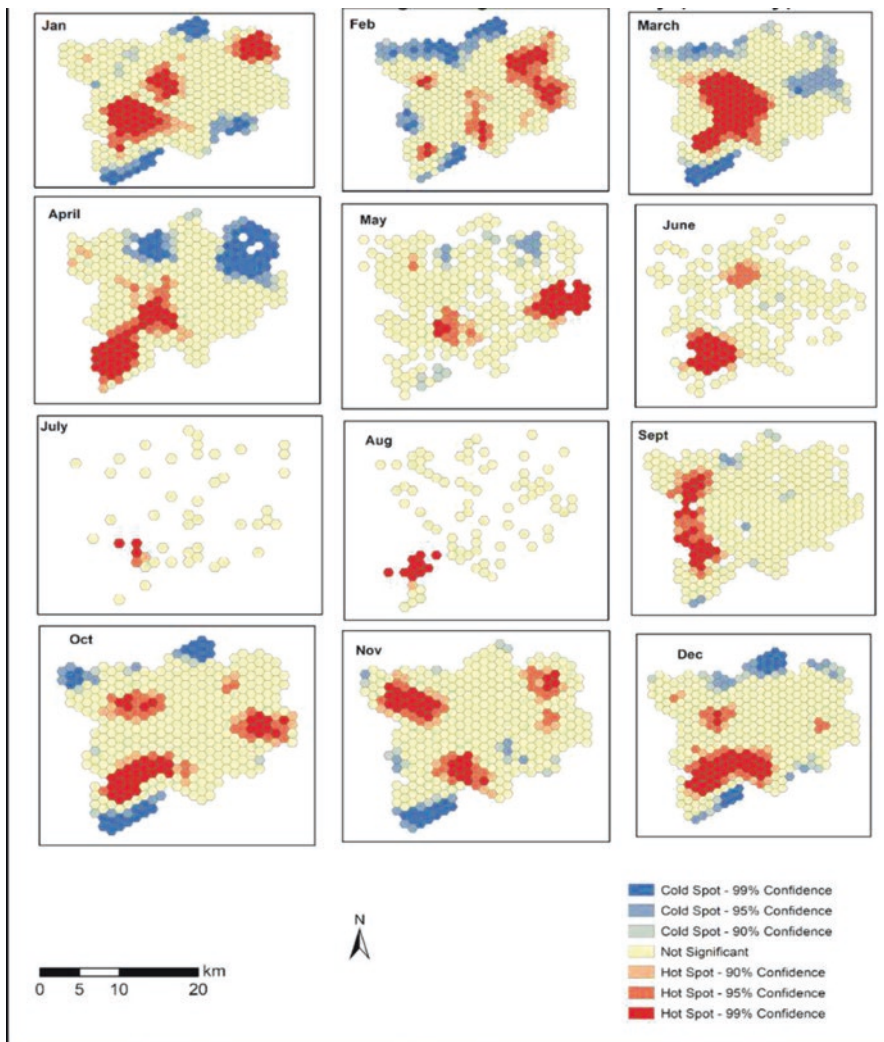 Jan
Feb
March
April
May
June
July
Aug
Sept
Oct
Nov
Dec
N
km
0 5 10 20
Cold Spot - 99% Confidence
Cold Spot - 95% Confidence
Cold Spot - 90% Confidence
Not Significant
Hot Spot - 90% Confidence
Hot Spot - 95% Confidence
Hot Spot - 99% Confidence